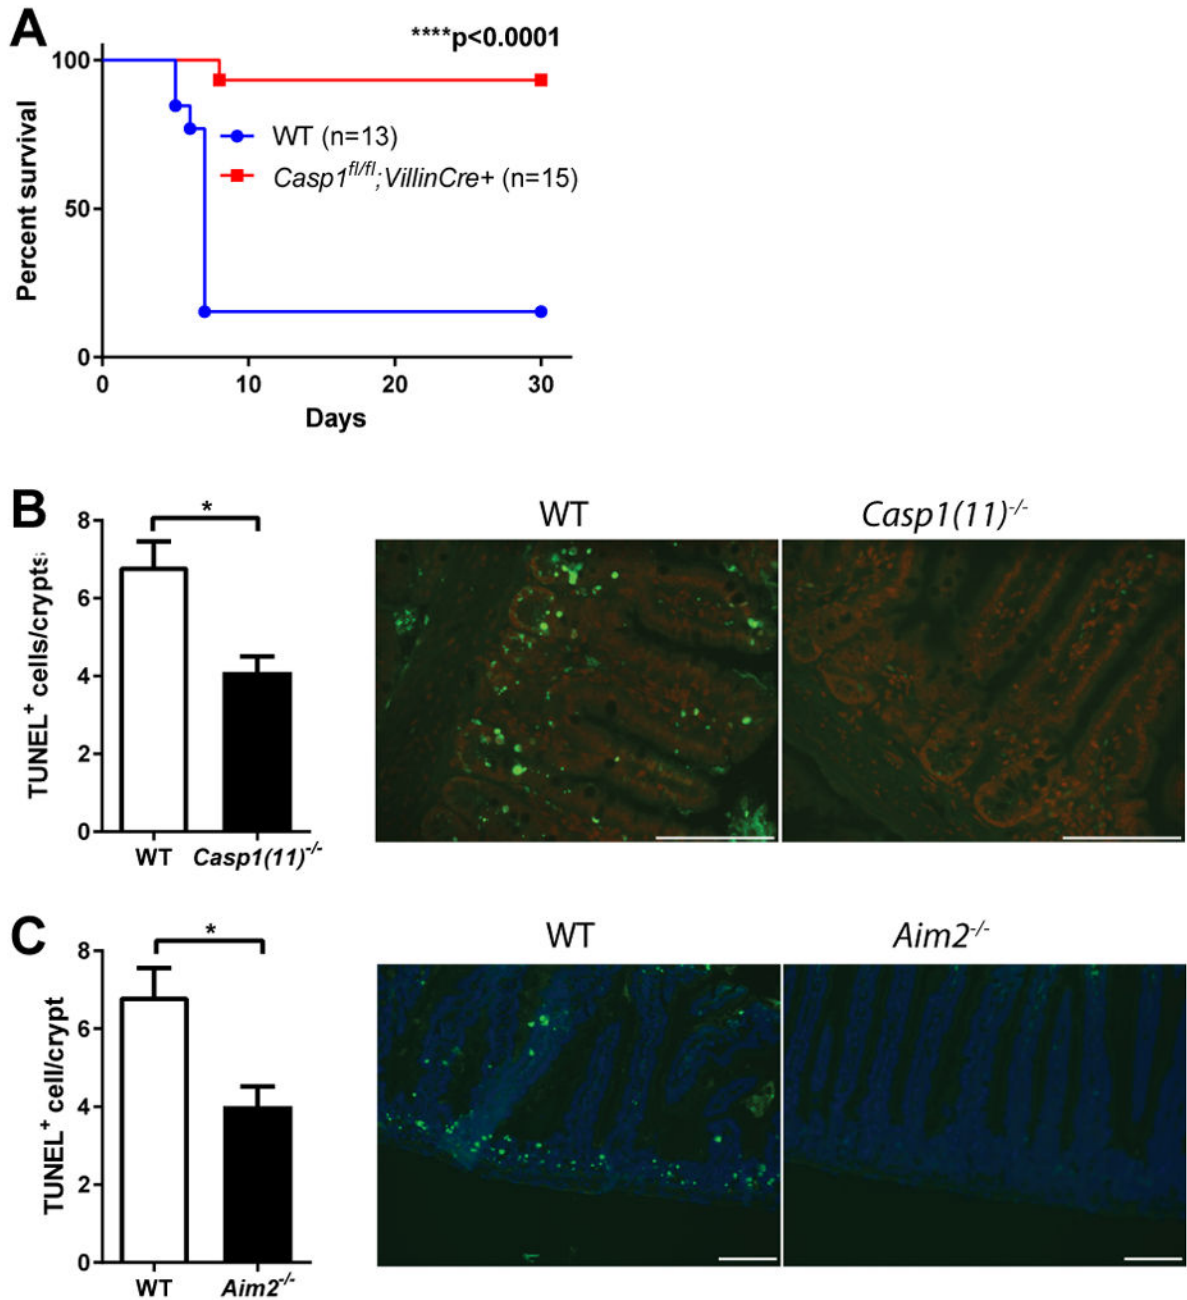 A
****p<0.0001
100
50
0
Percent survival
WT (n=13)
Casp1fl/fl;VillinCre+ (n=15)
0 10 20 30
Days
B
8
6
4
2
0
TUNEL+ cells/crypts
*
WT Casp1(11)-/-
WT Casp1(11)-/-
C
8
6
4
2
0
TUNEL+ cell/crypt
*
WT Aim2-/-
WT Aim2-/-